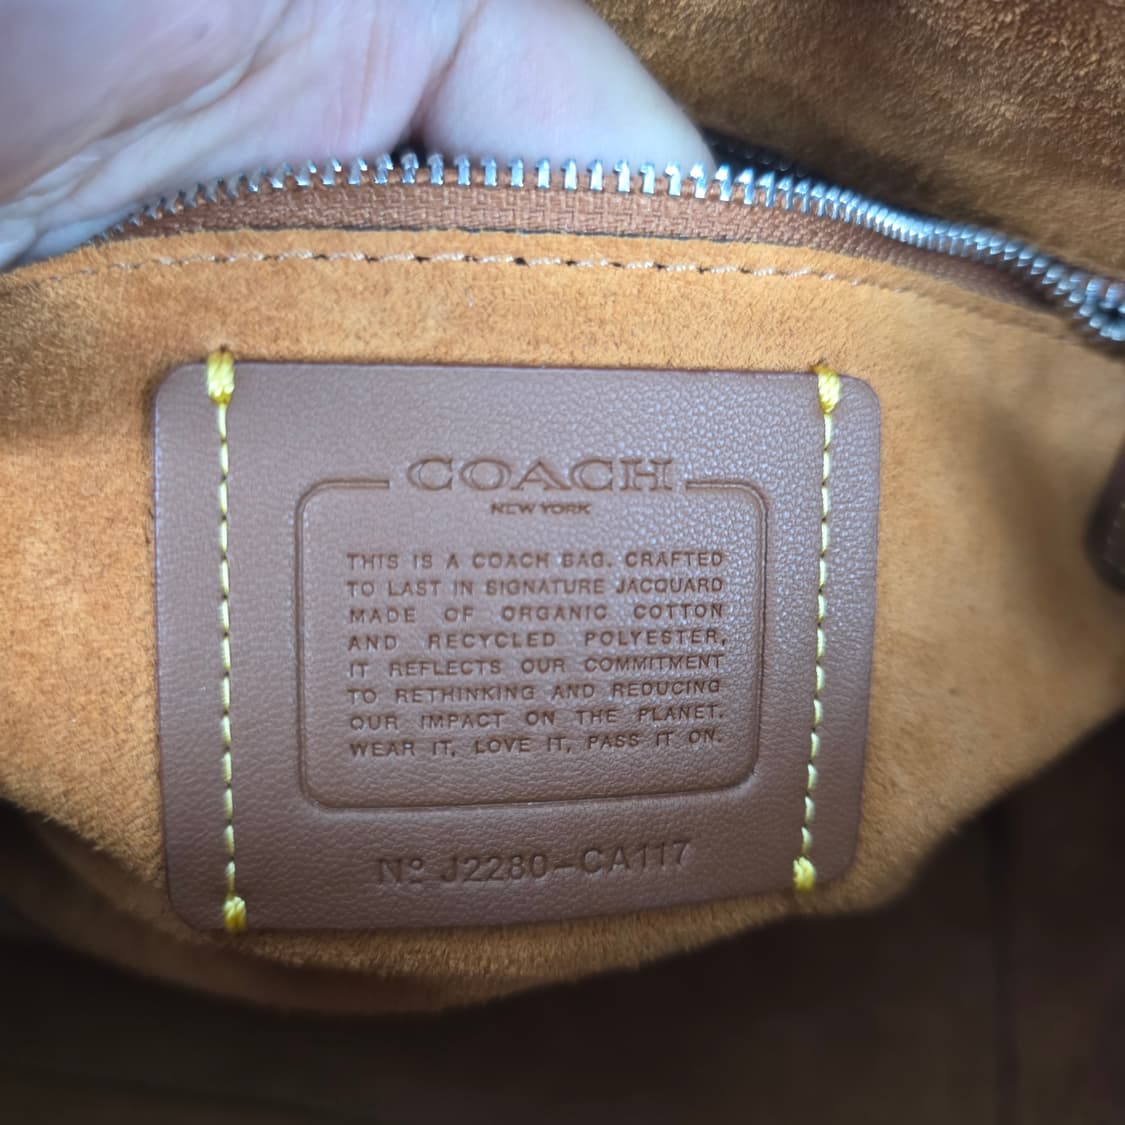 COACH
NEW YORK
THIS IS A COACH BAG. CRAFTED
TO LAST IN SIGNATURE JACQUARD
MADE OF ORGANIC COTTON
AND RECYCLED POLYESTER,
IT REFLECTS OUR COMMITMENT
TO RETHINKING AND REDUCING
OUR IMPACT ON THE PLANET.
WEAR IT, LOVE IT, PASS IT ON.
Nº J2280-CA117